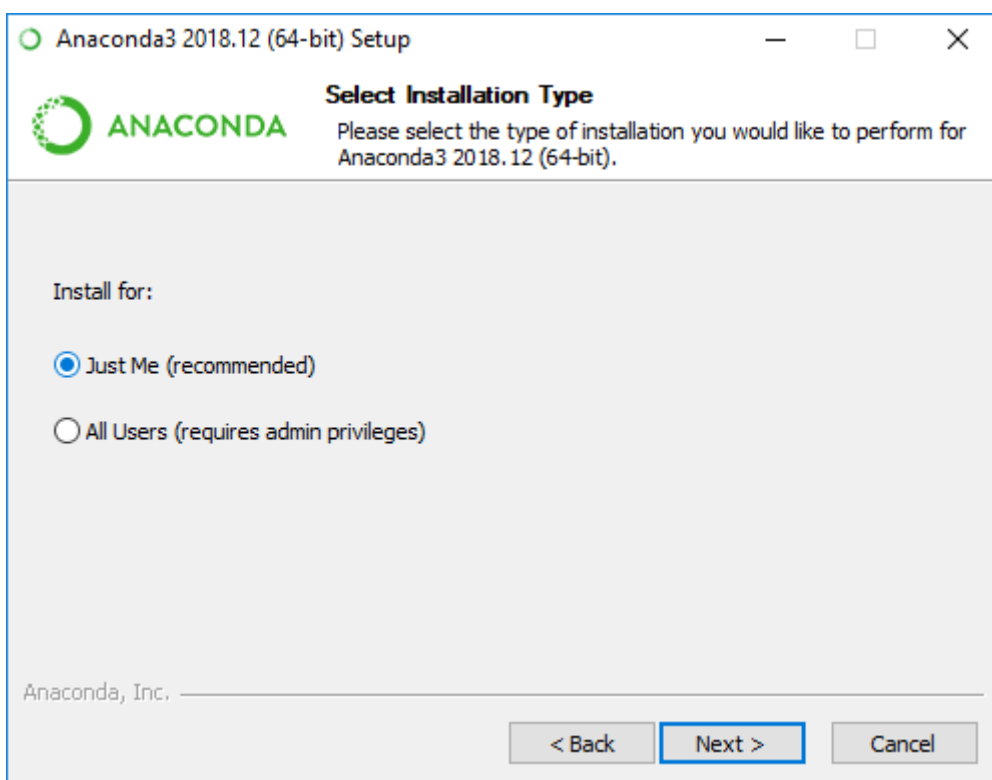 Anaconda3 2018.12 (64-bit) Setup
ANACONDA
Select Installation Type
Please select the type of installation you would like to perform for
Anaconda3 2018.12 (64-bit).
Install for:
Just Me (recommended)
All Users (requires admin privileges)
Anaconda, Inc.
< Back
Next >
Cancel